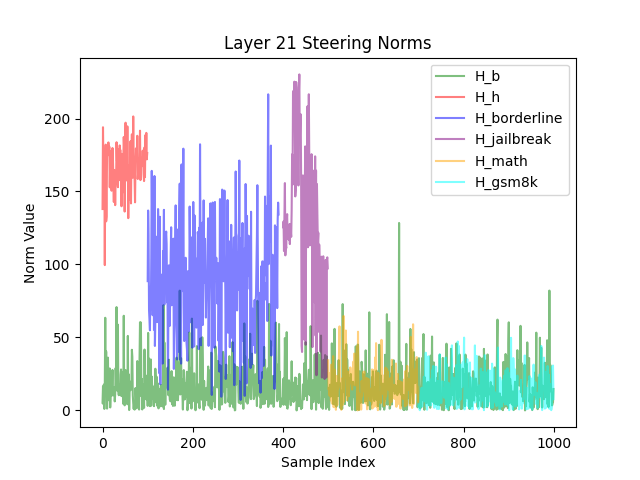 Layer 21 Steering Norms
H_b
H_h
H_borderline
H_jailbreak
H_math
H_gsm8k
Norm Value
200
150
100
50
0
0
200
400
600
800
1000
Sample Index